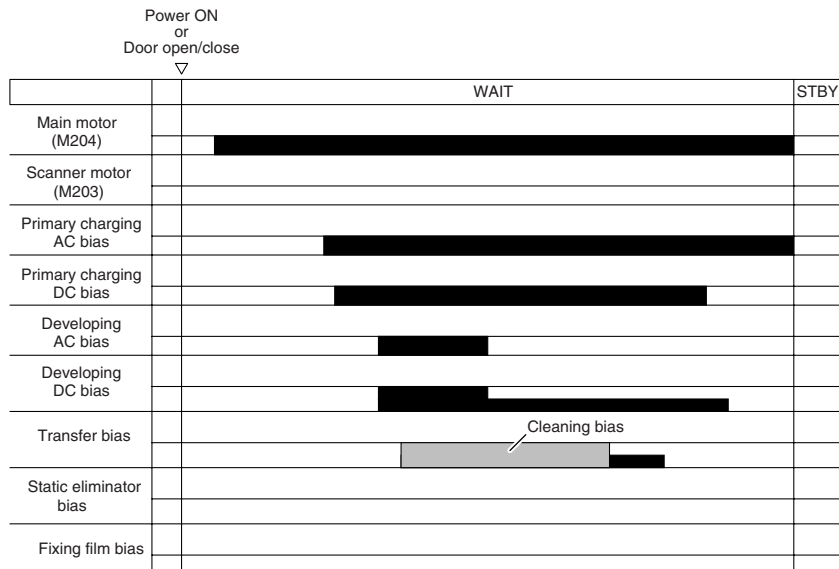 Power ON
or
Door open/close
WAIT
STBY
Main motor
(M204)
Scanner motor
(M203)
Primary charging
AC bias
Primary charging
DC bias
Developing
AC bias
Developing
DC bias
Cleaning bias
Transfer bias
Static eliminator
bias
Fixing film bias